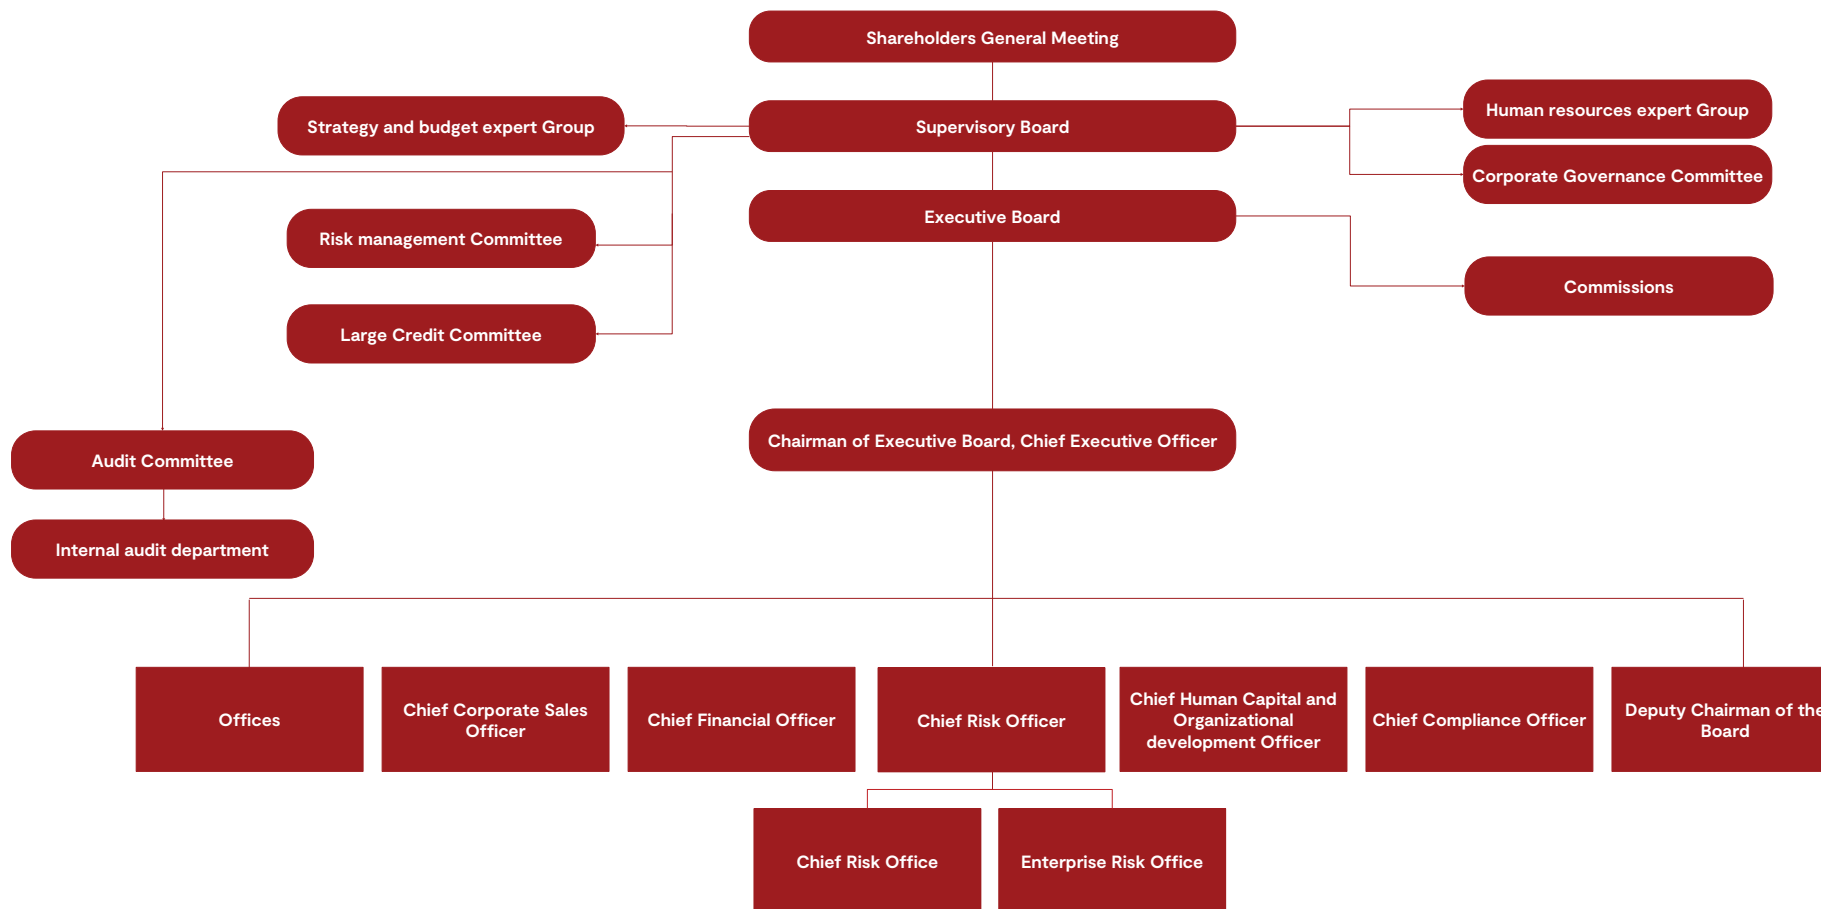 Shareholders General Meeting
Strategy and budget expert Group
Supervisory Board
Human resources expert Group
Corporate Governance Committee
Executive Board
Risk management Committee
Commissions
Large Credit Committee
Chairman of Executive Board, Chief Executive Officer
Audit Committee
Internal audit department
Offices
Chief Corporate Sales
Officer
Chief Financial Officer
Chief Risk Officer
Chief Human Capital and
Organizational
development Officer
Chief Compliance Officer
Deputy Chairman of the
Board
Chief Risk Office
Enterprise Risk Office